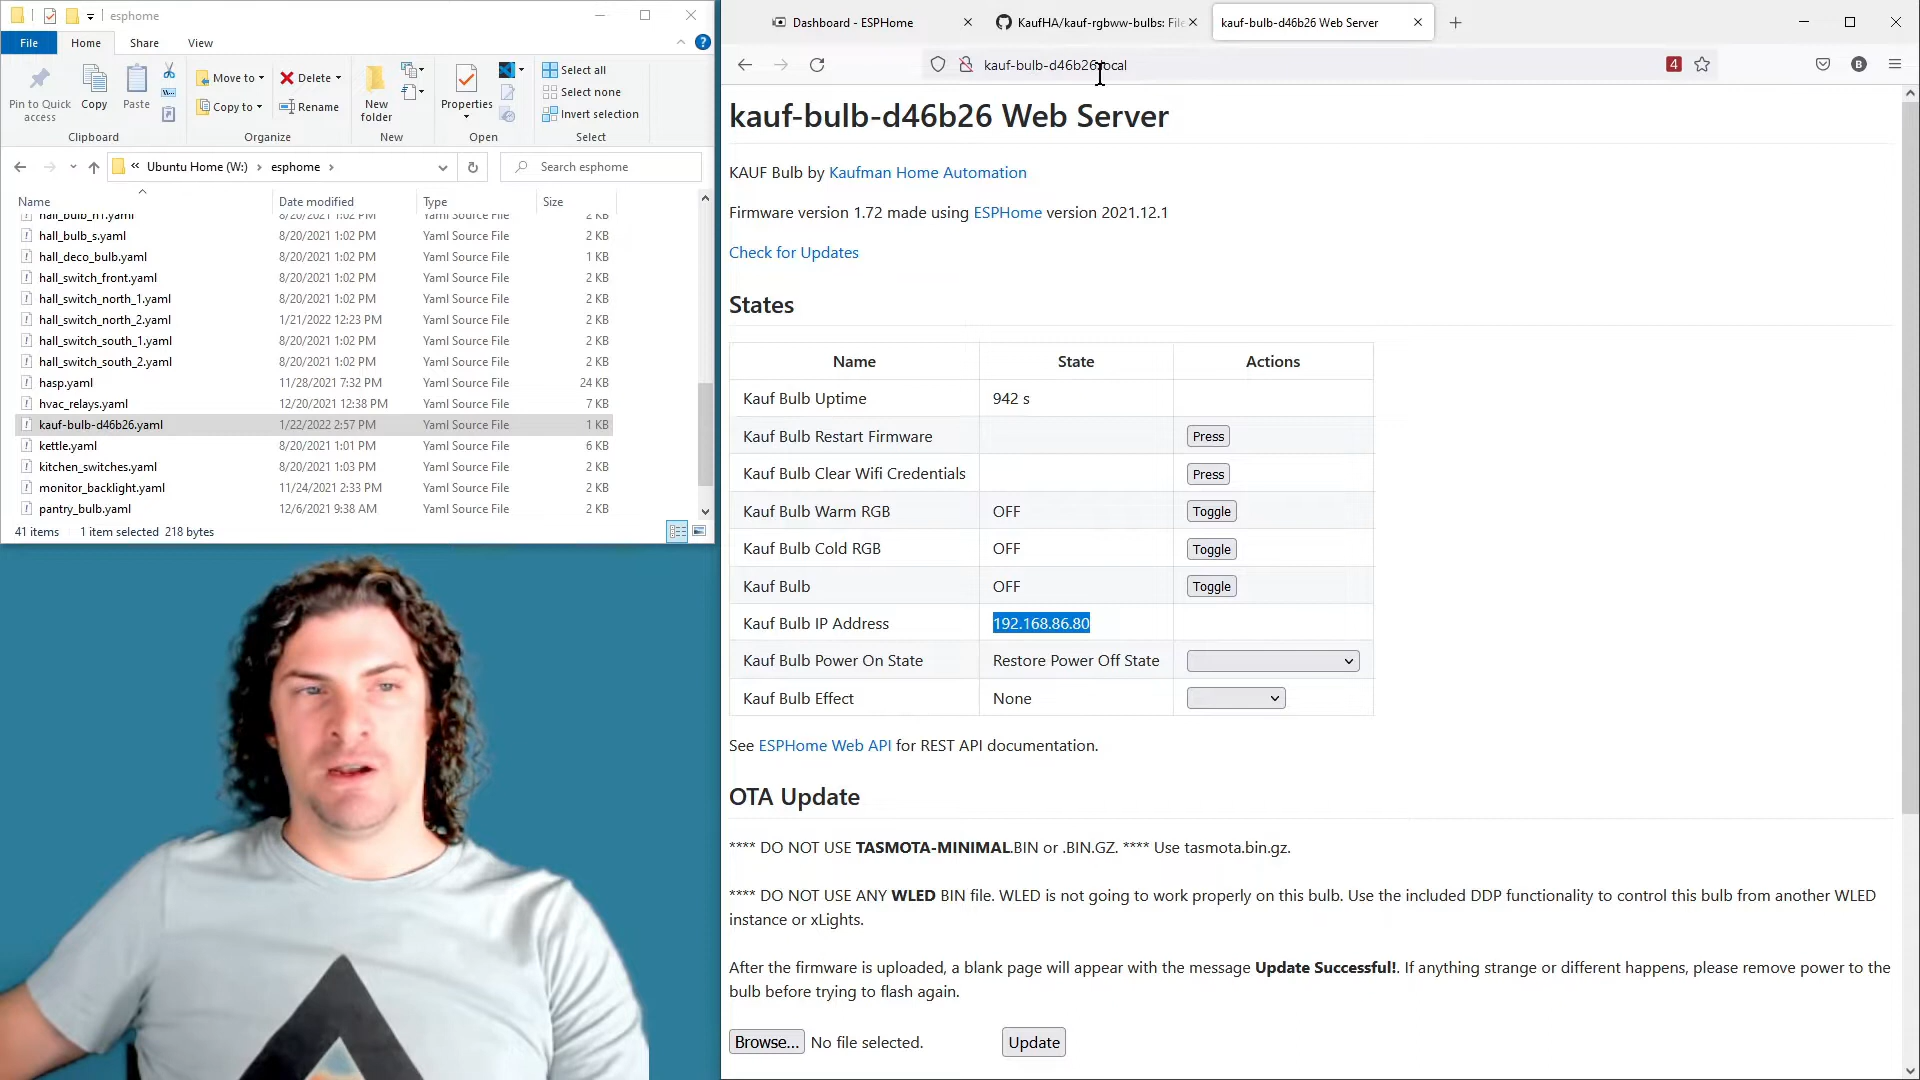 esphome
File Home Share View
Pin to Quick access
Copy
Paste
Move to
Copy to
Delete
Rename
New folder
Properties
Select all
Select none
Invert selection
Clipboard Organize New Open Select
« Ubuntu Home (W:) › esphome ›
Search esphome
Name Date modified Type Size
hall_bulb_n1.yaml 8/20/2021 1:02 PM Yaml Source File 2 KB
hall_bulb_s.yaml 8/20/2021 1:02 PM Yaml Source File 2 KB
hall_deco_bulb.yaml 8/20/2021 1:02 PM Yaml Source File 1 KB
hall_switch_front.yaml 8/20/2021 1:02 PM Yaml Source File 2 KB
hall_switch_north_1.yaml 8/20/2021 1:02 PM Yaml Source File 2 KB
hall_switch_north_2.yaml 1/21/2022 12:23 PM Yaml Source File 2 KB
hall_switch_south_1.yaml 8/20/2021 1:02 PM Yaml Source File 2 KB
hall_switch_south_2.yaml 8/20/2021 1:02 PM Yaml Source File 2 KB
hasp.yaml 11/28/2021 7:32 PM Yaml Source File 24 KB
hvac_relays.yaml 12/20/2021 12:38 PM Yaml Source File 7 KB
kauf-bulb-d46b26.yaml 1/22/2022 2:57 PM Yaml Source File 1 KB
kettle.yaml 8/20/2021 1:01 PM Yaml Source File 6 KB
kitchen_switches.yaml 8/20/2021 1:03 PM Yaml Source File 2 KB
monitor_backlight.yaml 11/24/2021 2:33 PM Yaml Source File 2 KB
pantry_bulb.yaml 12/6/2021 9:38 AM Yaml Source File 2 KB
41 items 1 item selected 218 bytes
Dashboard - ESPHome
KaufHA/kauf-rgbww-bulbs: File
kauf-bulb-d46b26 Web Server
kauf-bulb-d46b26.local
4
B
kauf-bulb-d46b26 Web Server
KAUF Bulb by Kaufman Home Automation
Firmware version 1.72 made using ESPHome version 2021.12.1
Check for Updates
States
Name State Actions
Kauf Bulb Uptime 942 s
Kauf Bulb Restart Firmware Press
Kauf Bulb Clear Wifi Credentials Press
Kauf Bulb Warm RGB OFF Toggle
Kauf Bulb Cold RGB OFF Toggle
Kauf Bulb OFF Toggle
Kauf Bulb IP Address 192.168.86.80
Kauf Bulb Power On State Restore Power Off State
Kauf Bulb Effect None
See ESPHome Web API for REST API documentation.
OTA Update
**** DO NOT USE TASMOTA-MINIMAL.BIN or .BIN.GZ. **** Use tasmota.bin.gz.
**** DO NOT USE ANY WLED BIN file. WLED is not going to work properly on this bulb. Use the included DDP functionality to control this bulb from another WLED
instance or xLights.
After the firmware is uploaded, a blank page will appear with the message Update Successful!. If anything strange or different happens, please remove power to the
bulb before trying to flash again.
Browse... No file selected. Update